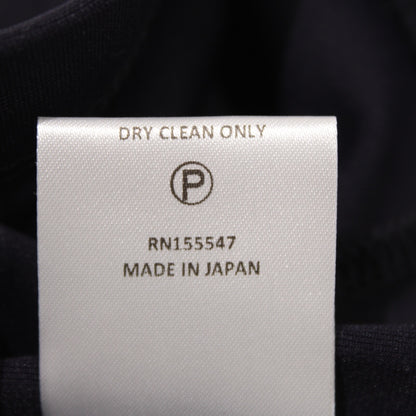 DRY CLEAN ONLY
P
RN155547
MADE IN JAPAN